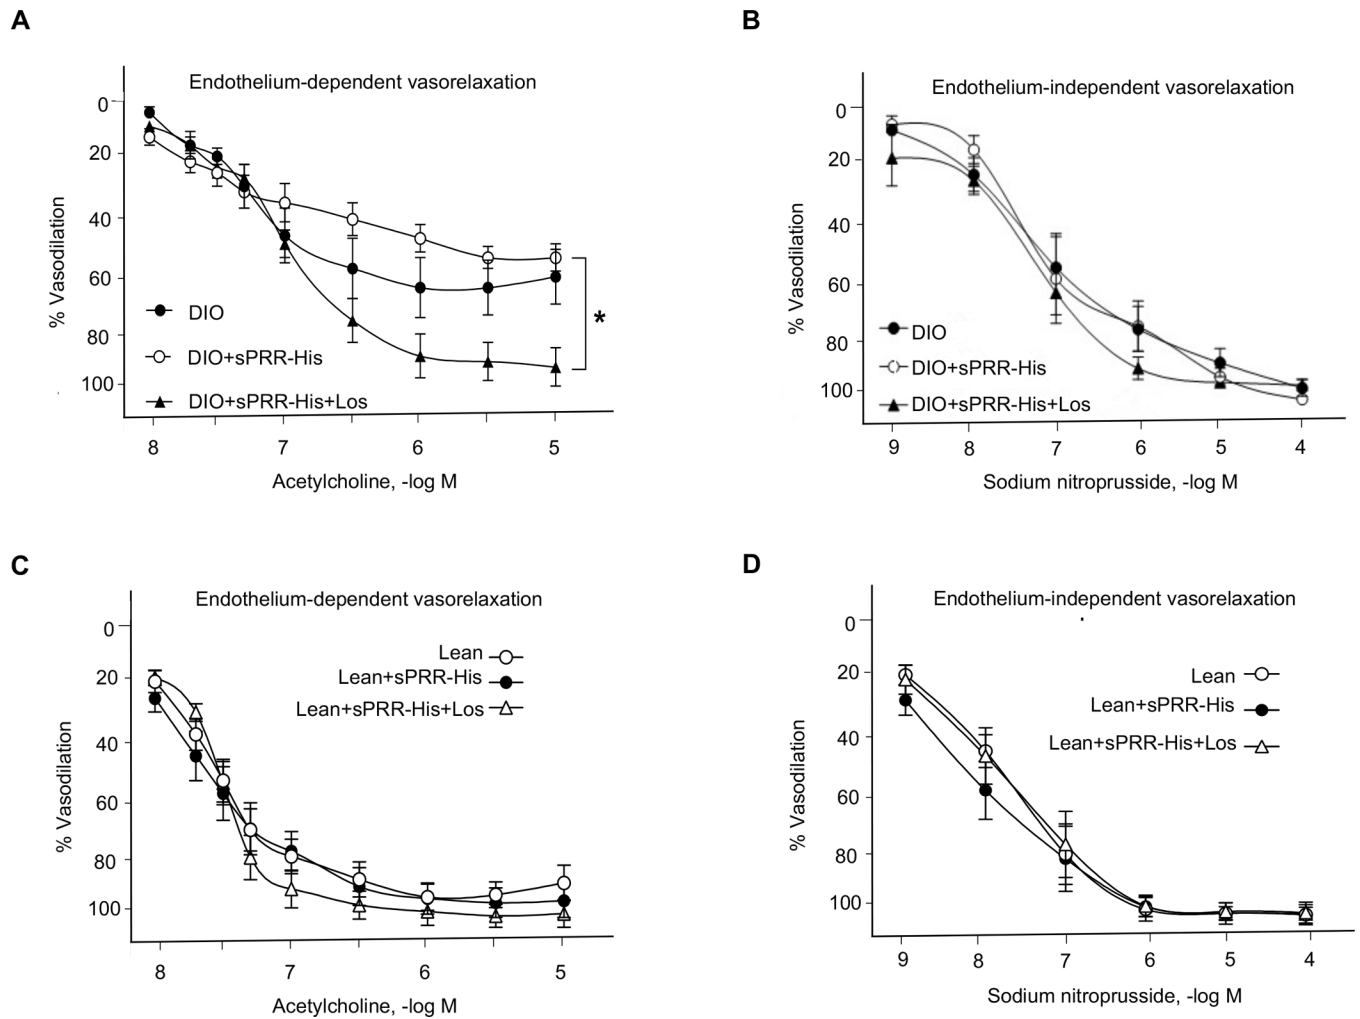 A
Endothelium-dependent vasorelaxation
% Vasodilation
0
20
40
60
80
100
DIO
DIO+sPRR-His
DIO+sPRR-His+Los
*
8
7
6
5
Acetylcholine, -log M
B
Endothelium-independent vasorelaxation
% Vasodilation
0
20
40
60
80
100
DIO
DIO+sPRR-His
DIO+sPRR-His+Los
9
8
7
6
5
4
Sodium nitroprusside, -log M
C
Endothelium-dependent vasorelaxation
% Vasodilation
0
20
40
60
80
100
Lean
Lean+sPRR-His
Lean+sPRR-His+Los
8
7
6
5
Acetylcholine, -log M
D
Endothelium-independent vasorelaxation
% Vasodilation
0
20
40
60
80
100
Lean
Lean+sPRR-His
Lean+sPRR-His+Los
9
8
7
6
5
4
Sodium nitroprusside, -log M